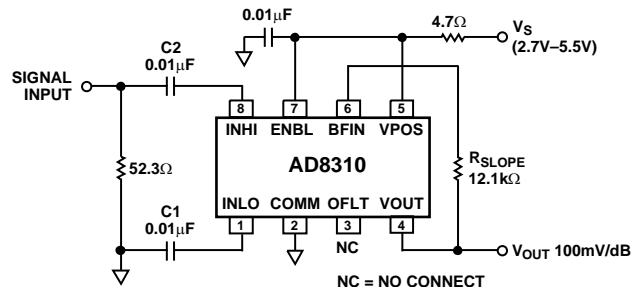 0.01μF
4.7Ω
VS
(2.7V–5.5V)
C2
0.01μF
SIGNAL
INPUT
8
7
6
5
INHI
ENBL
BFIN
VPOS
AD8310
RSLOPE
12.1kΩ
52.3Ω
C1
0.01μF
INLO
COMM
OFLT
VOUT
1
2
3
4
NC
VOUT 100mV/dB
NC = NO CONNECT